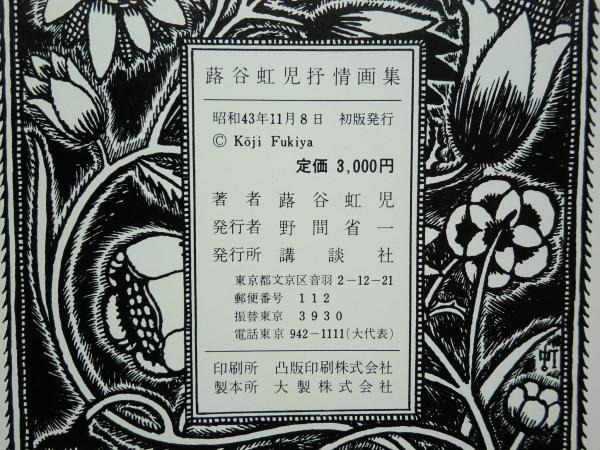 蕗谷虹児抒情画集
昭和43年11月8日 初版発行
© Kōji Fukiya
定価 3,000円
著者 蕗谷虹児
発行者 野間省一
発行所 講談社
東京都文京区音羽 2-12-21
郵便番号 112
振替東京 3930
電話東京 942-1111(大代表)
印刷所 凸版印刷株式会社
製本所 大製株式会社
虹